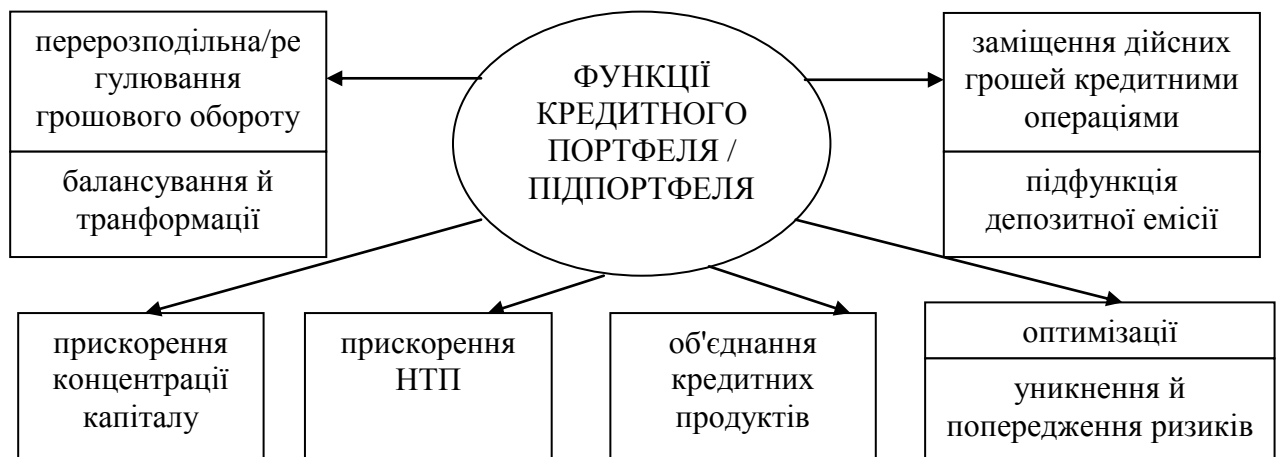 перерозподільна/ре
гулювання
грошового обороту
балансування й
транформації
ФУНКЦІЇ
КРЕДИТНОГО
ПОРТФЕЛЯ /
ПІДПОРТФЕЛЯ
заміщення дійсних
грошей кредитними
операціями
підфункція
депозитної емісії
прискорення
концентрації
капіталу
прискорення
НТП
об'єднання
кредитних
продуктів
оптимізації
уникнення й
попередження ризиків